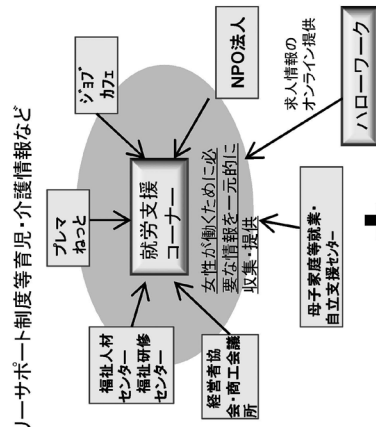 リーサポート制度等育児・介護情報など
プレマ
ねっと
ジョブ
カフェ
福祉人材
センター
福祉研修
センター
就労支援
コーナー
NPO法人
女性が働くために必
要な情報を一元的に
収集・提供
経営者協
会・商工会議
所
母子家庭等就業・
自立支援センター
求人情報の
オンライン提供
ハローワーク